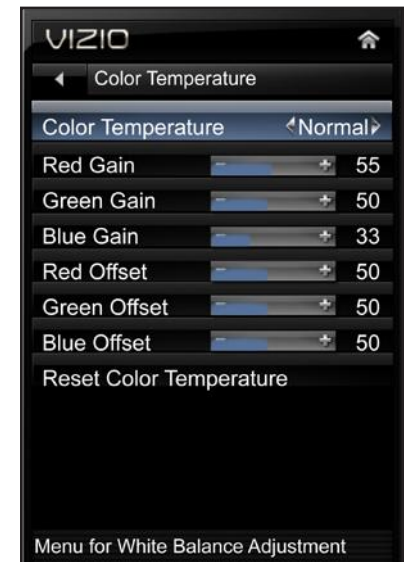 VIZIO
Color Temperature
Color Temperature Normal
Red Gain - + 55
Green Gain - + 50
Blue Gain - + 33
Red Offset - + 50
Green Offset - + 50
Blue Offset - + 50
Reset Color Temperature
Menu for White Balance Adjustment